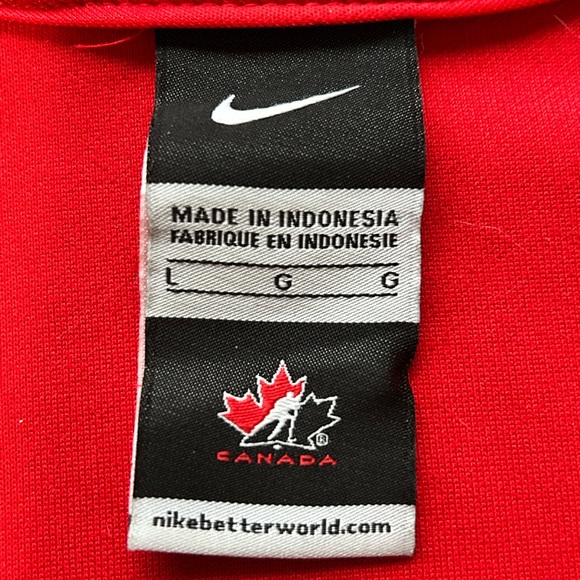 MADE IN INDONESIA
FABRIQUE EN INDONESIE
L G G
®
CANADA
nikebetterworld.com